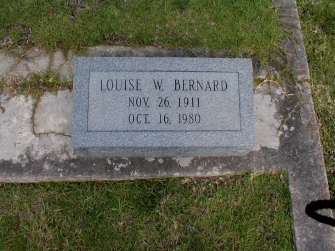 LOUISE W. BERNARD
NOV. 26, 1911
OCT. 16, 1980